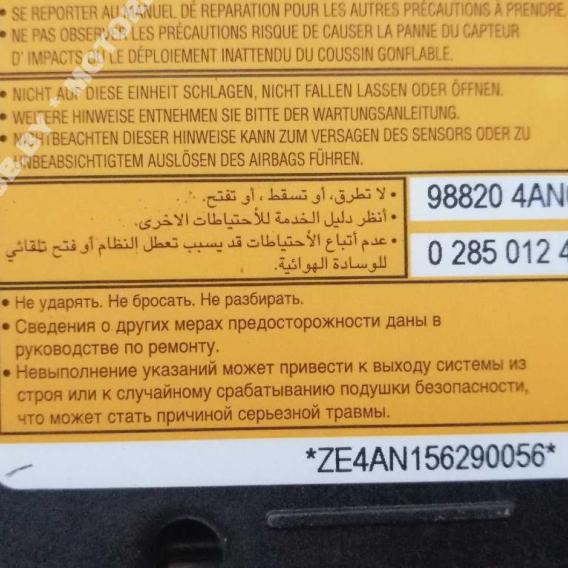 • SE REPORTER AU MANUEL DE RÉPARATION POUR LES AUTRES PRÉCAUTIONS À PRENDRE.
• NE PAS OBSERVER LES PRÉCAUTIONS RISQUE DE CAUSER LA PANNE DU CAPTEUR
D' IMPACTS OU LE DÉPLOIEMENT INATTENDU DU COUSSIN GONFLABLE.
• NICHT AUF DIESE EINHEIT SCHLAGEN, NICHT FALLEN LASSEN ODER ÖFFNEN.
• WEITERE HINWEISE ENTNEHMEN SIE BITTE DER WARTUNGSANLEITUNG.
• NICHTBEACHTEN DIESER HINWEISE KANN ZUM VERSAGEN DES SENSORS ODER ZU
UNBEABSICHTIGTEM AUSLÖSEN DES AIRBAGS FÜHREN.
• لا تطرق، أو تسقط ، أو تفتح.
• أنظر دليل الخدمة للأحتياطات الاخرى.
• عدم أتباع الأحتياطات قد يسبب تعطل النظام أو فتح تلقائي
للوسادة الهوائية.
98820 4AN
0 285 012 4
• Не ударять. Не бросать. Не разбирать.
• Сведения о других мерах предосторожности даны в
руководстве по ремонту.
• Невыполнение указаний может привести к выходу системы из
строя или к случайному срабатыванию подушки безопасности,
что может стать причиной серьезной травмы.
*ZE4AN156290056*